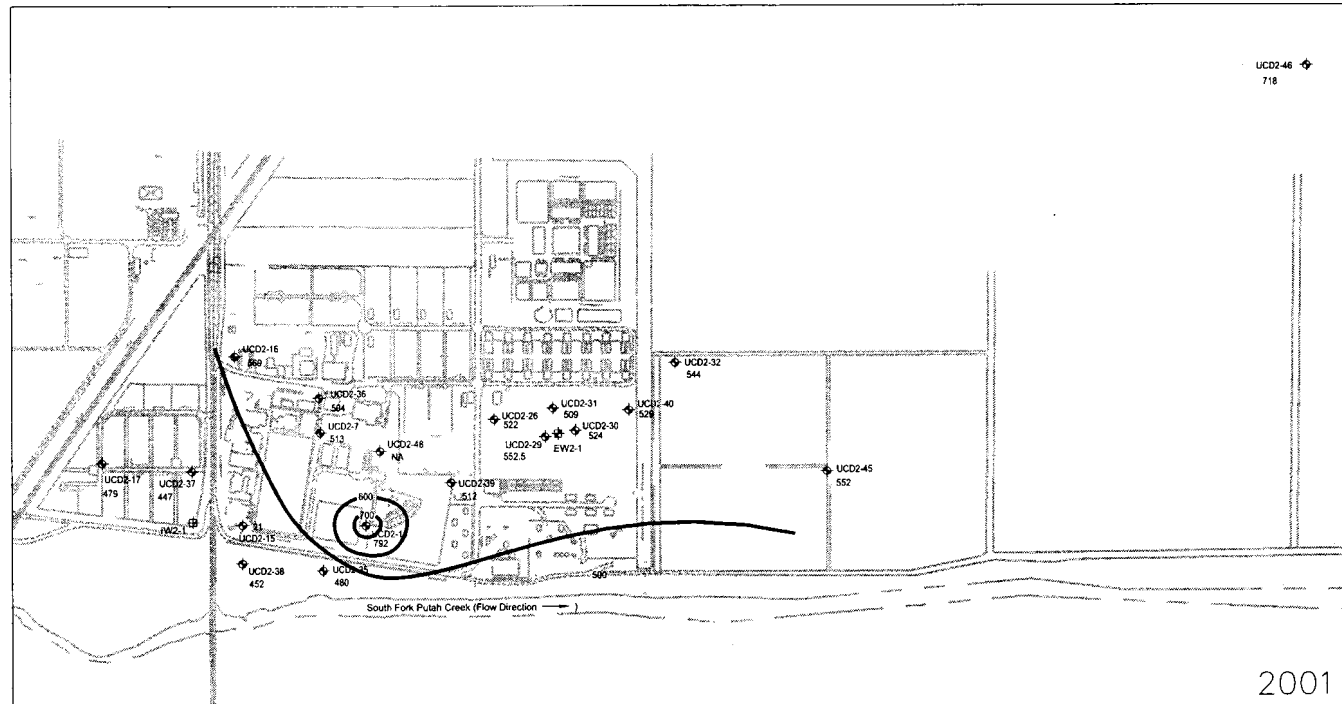 UCD2-46
718
UCD2-16
UCD2-32
544
UCD2-36
504
UCD2-31
509
UCD2-40
529
UCD2-26
522
UCD2-7
513
UCD2-30
524
UCD2-29
552.5
EW2-1
UCD2-48
NA
UCD2-17
479
UCD2-37
447
UCD2-45
552
UCD2-39
512
600
700
792
UCD2-15
UCD2-38
452
480
500
South Fork Putah Creek (Flow Direction → )
2001